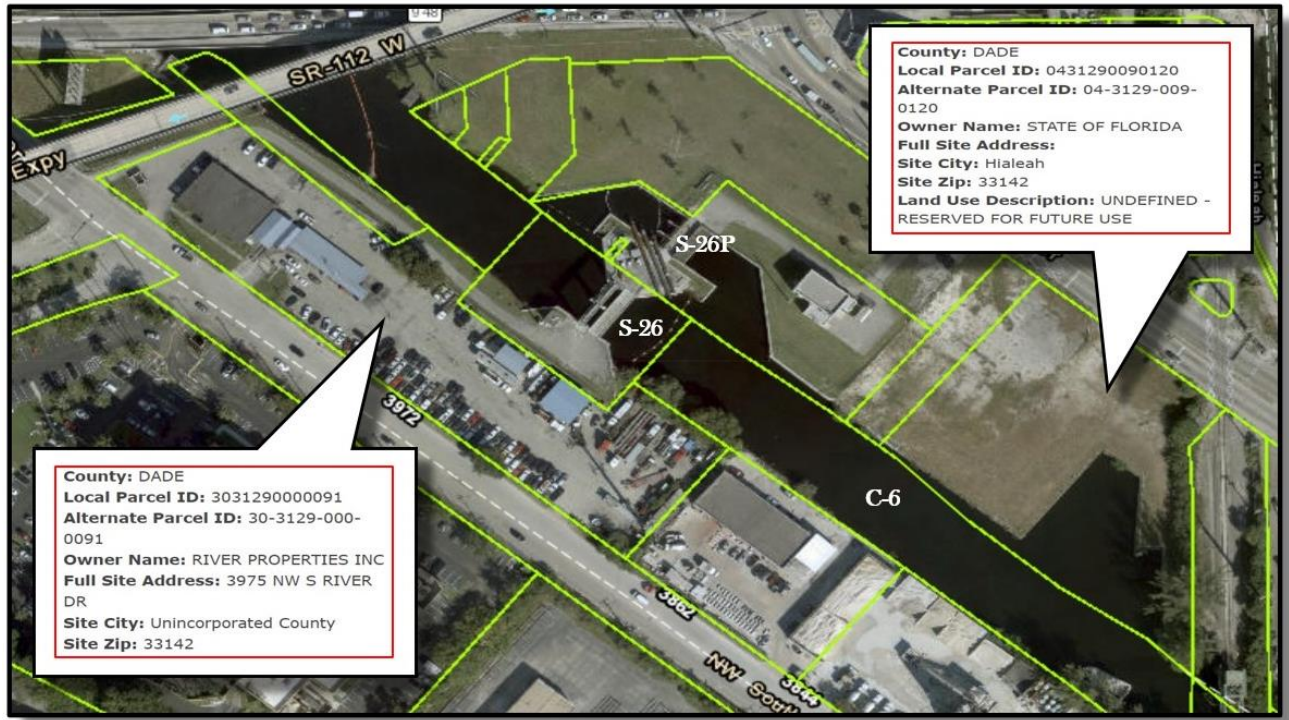 9 48
SR-112 W
Expy
County: DADE
Local Parcel ID: 0431290090120
Alternate Parcel ID: 04-3129-009-
0120
Owner Name: STATE OF FLORIDA
Full Site Address:
Site City: Hialeah
Site Zip: 33142
Land Use Description: UNDEFINED -
RESERVED FOR FUTURE USE
S-26P
S-26
3972
C-6
County: DADE
Local Parcel ID: 3031290000091
Alternate Parcel ID: 30-3129-000-
0091
Owner Name: RIVER PROPERTIES INC
Full Site Address: 3975 NW S RIVER
DR
Site City: Unincorporated County
Site Zip: 33142
3862
3844
NW South